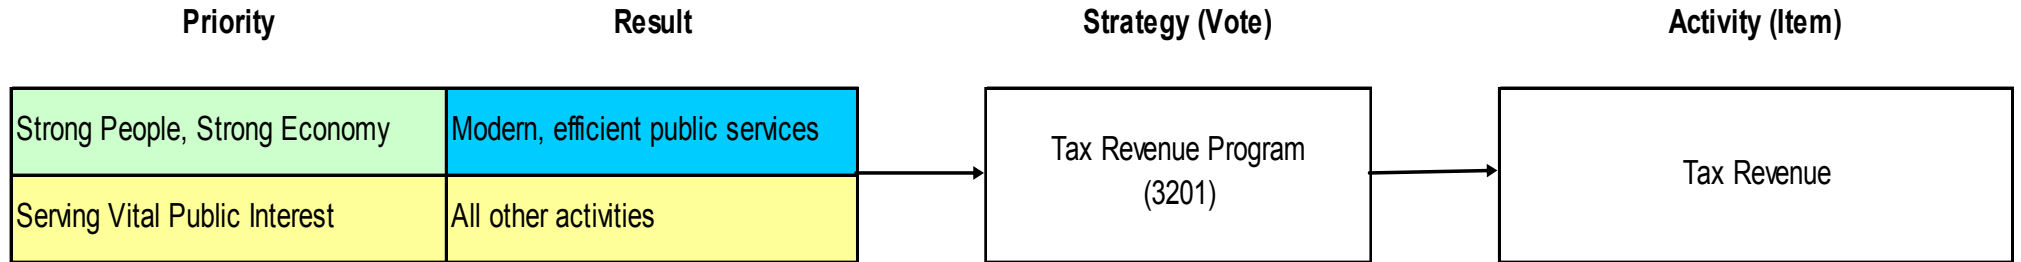 Priority
Result
Strategy (Vote)
Activity (Item)
Strong People, Strong Economy
Modern, efficient public services
Serving Vital Public Interest
All other activities
Tax Revenue Program
(3201)
Tax Revenue